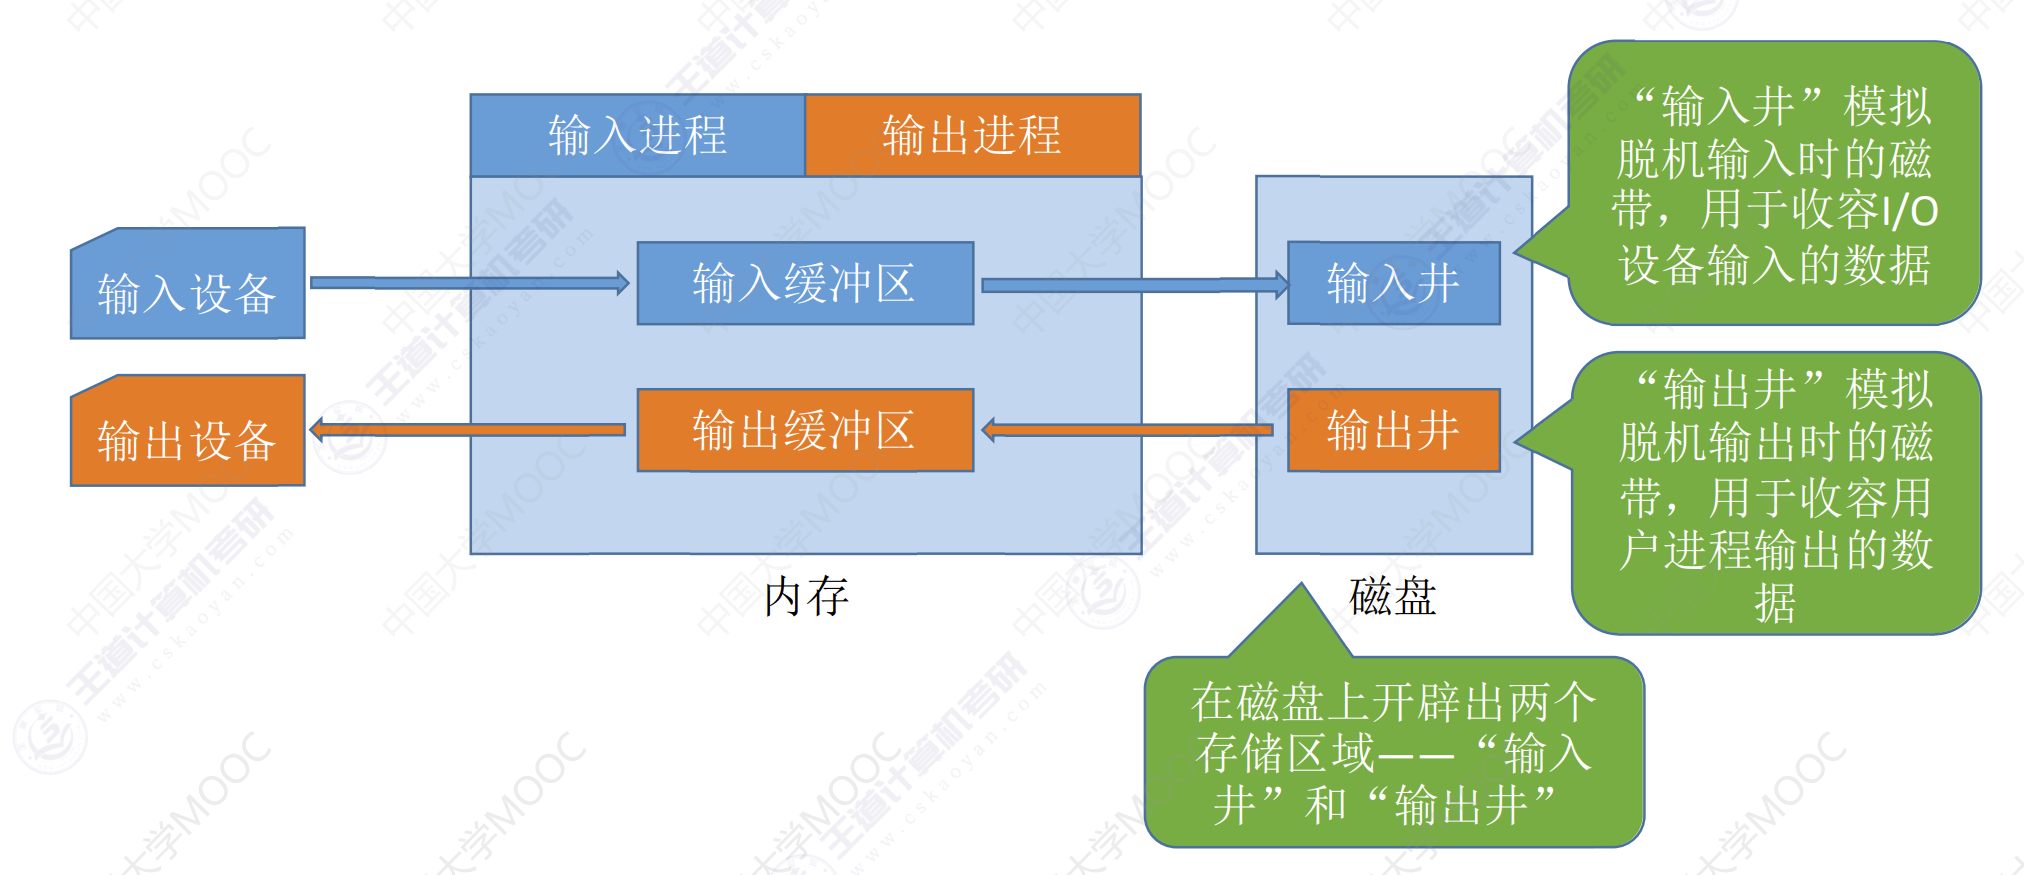 输入进程
输出进程
“输入井”模拟
脱机输入时的磁
带，用于收容I/O
设备输入的数据
输入设备
输入缓冲区
输入井
输出设备
输出缓冲区
输出井
“输出井”模拟
脱机输出时的磁
带，用于收容用
户进程输出的数
据
内存
磁盘
在磁盘上开辟出两个
存储区域——“输入
井”和“输出井”
中国大学MOOC
王道计算机考研
www.cskaoyan.com